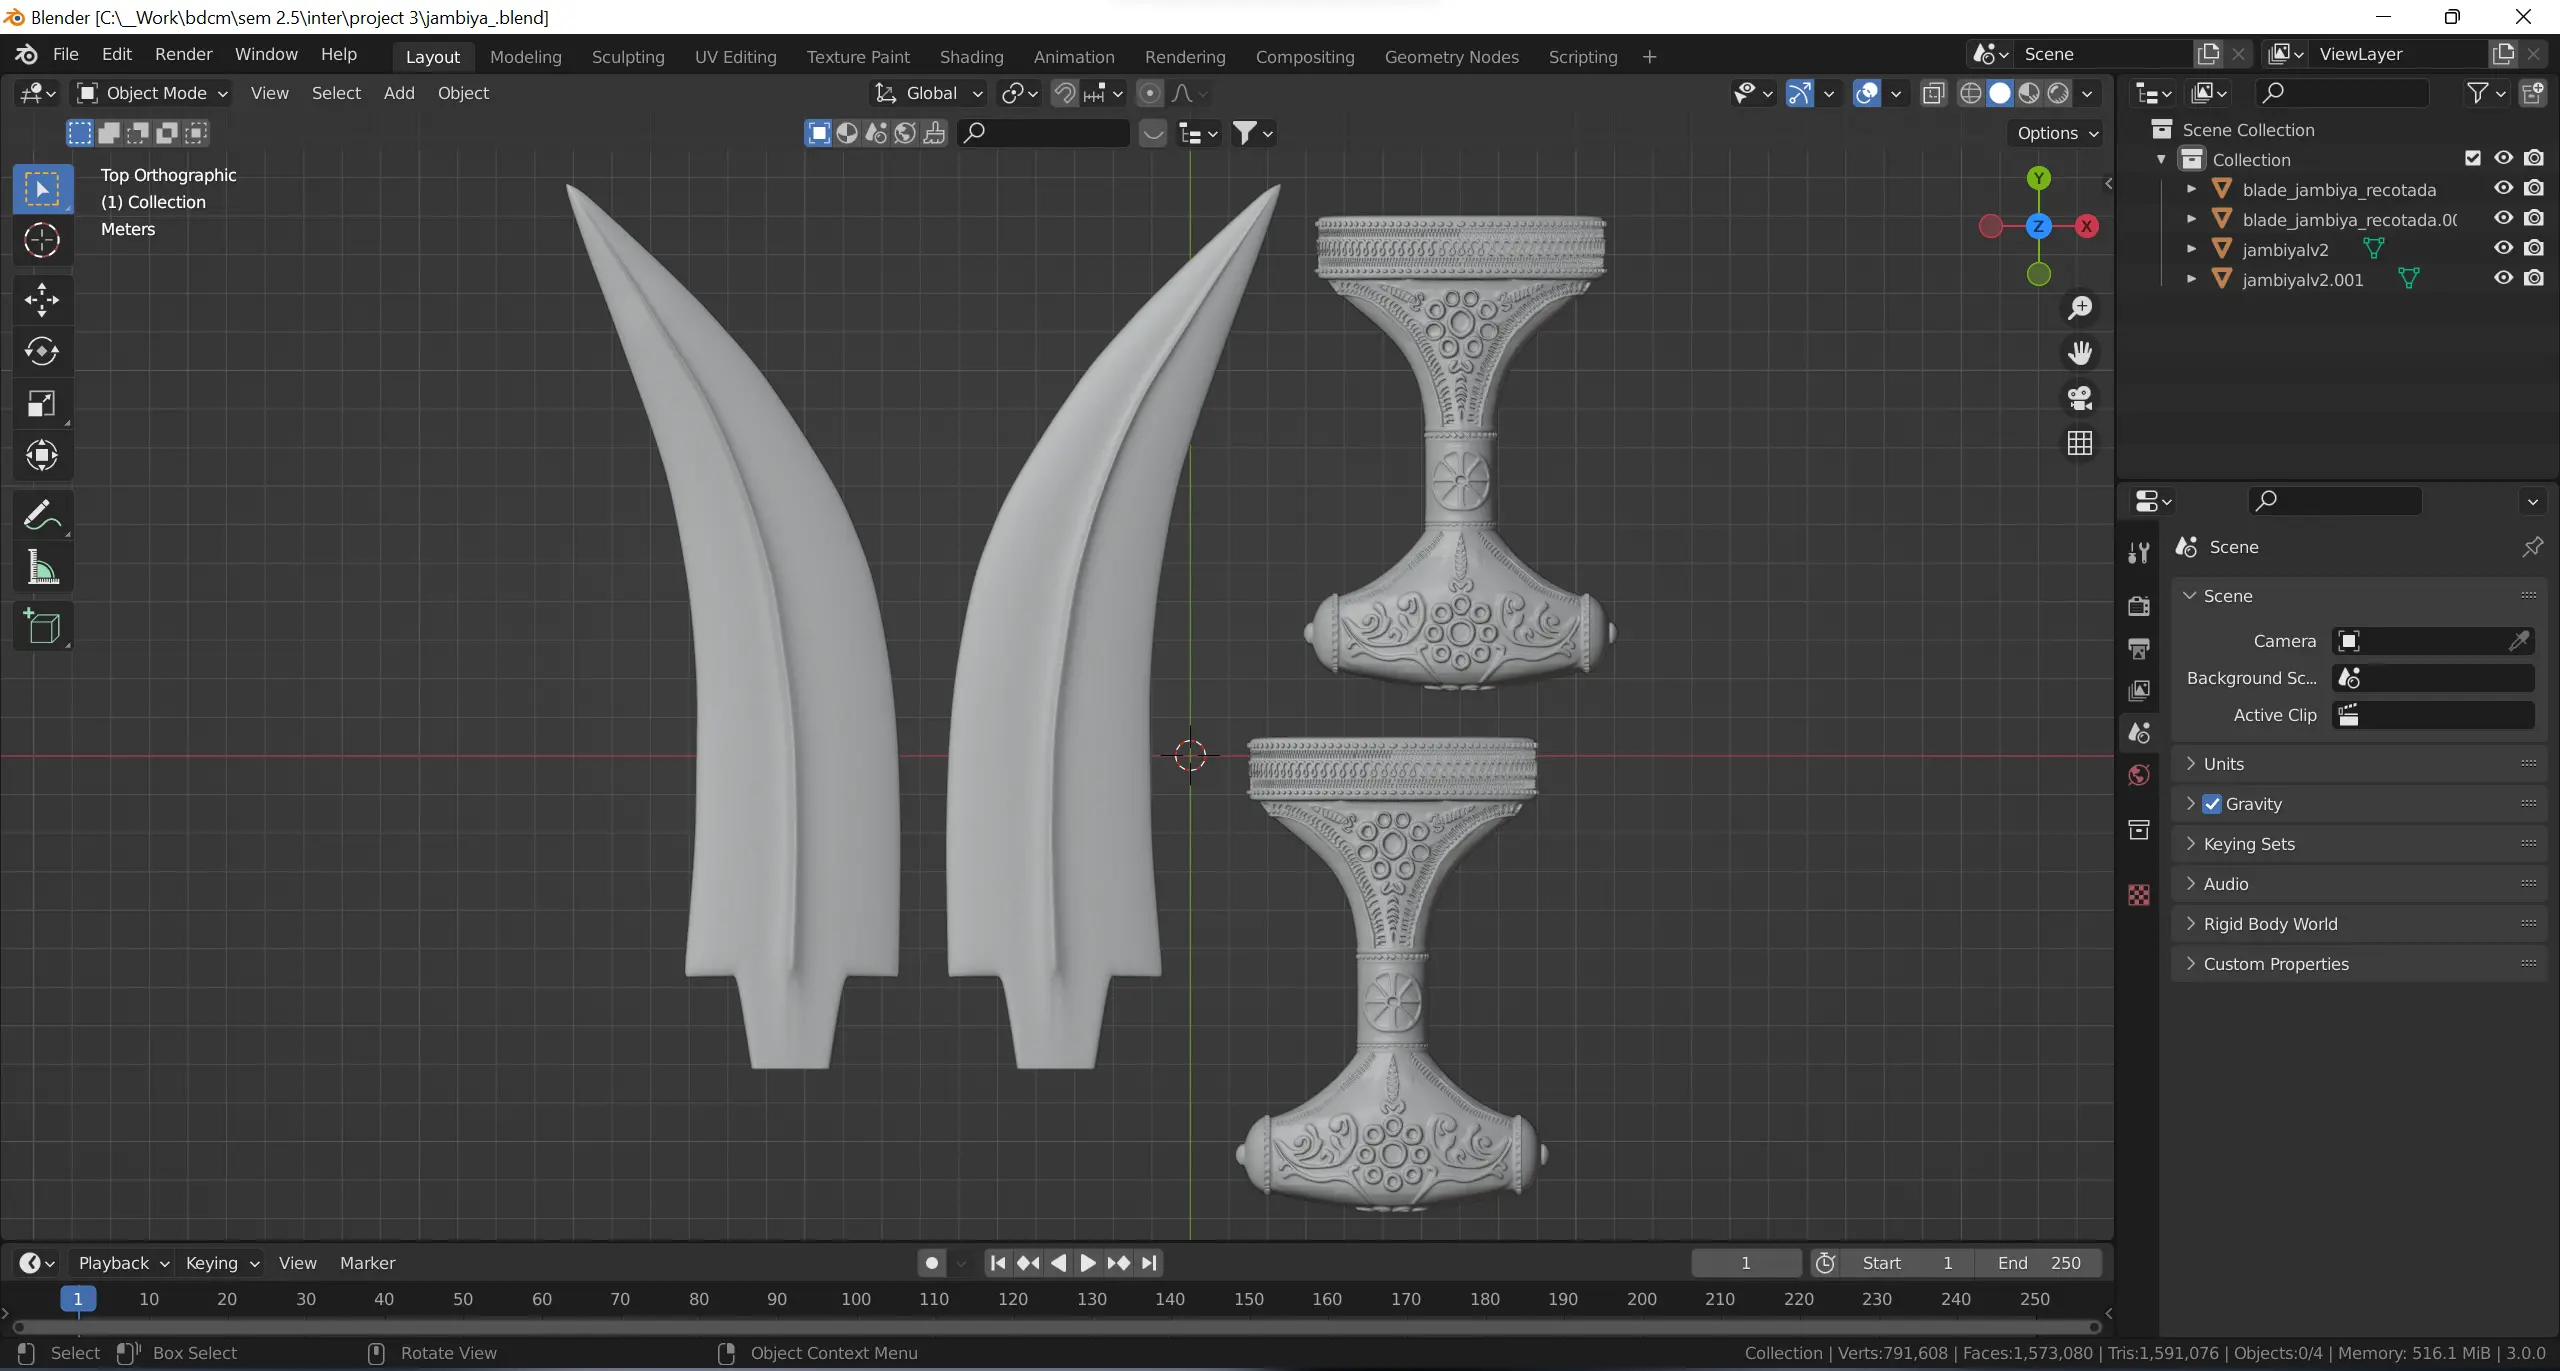 Blender [C:\__Work\bdcm\sem 2.5\inter\project 3\jambiya_.blend]
File Edit Render Window Help Layout Modeling Sculpting UV Editing Texture Paint Shading Animation Rendering Compositing Geometry Nodes Scripting + Scene ViewLayer
Object Mode View Select Add Object Global
Options
Top Orthographic
(1) Collection
Meters
Y
Z
X
Scene Collection
Collection
blade_jambiya_recotada
blade_jambiya_recotada.0(
jambiyalv2
jambiyalv2.001
Scene
Scene
Camera
Background Sc...
Active Clip
Units
Gravity
Keying Sets
Audio
Rigid Body World
Custom Properties
Playback Keying View Marker 1 Start 1 End 250
1 10 20 30 40 50 60 70 80 90 100 110 120 130 140 150 160 170 180 190 200 210 220 230 240 250
Select Box Select Rotate View Object Context Menu Collection | Verts:791,608 | Faces:1,573,080 | Tris:1,591,076 | Objects:0/4 | Memory: 516.1 MiB | 3.0.0